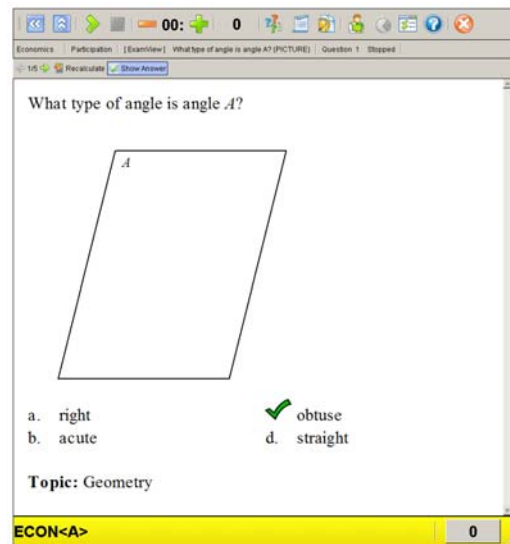 00:
0
Economics Participation [ExamView] What type of angle is angle A? (PICTURE) Question 1 Stopped
1/5 Recalculate Show Answer
What type of angle is angle A?
A
a. right
obtuse
b. acute
d. straight
Topic: Geometry
ECON<A>
0